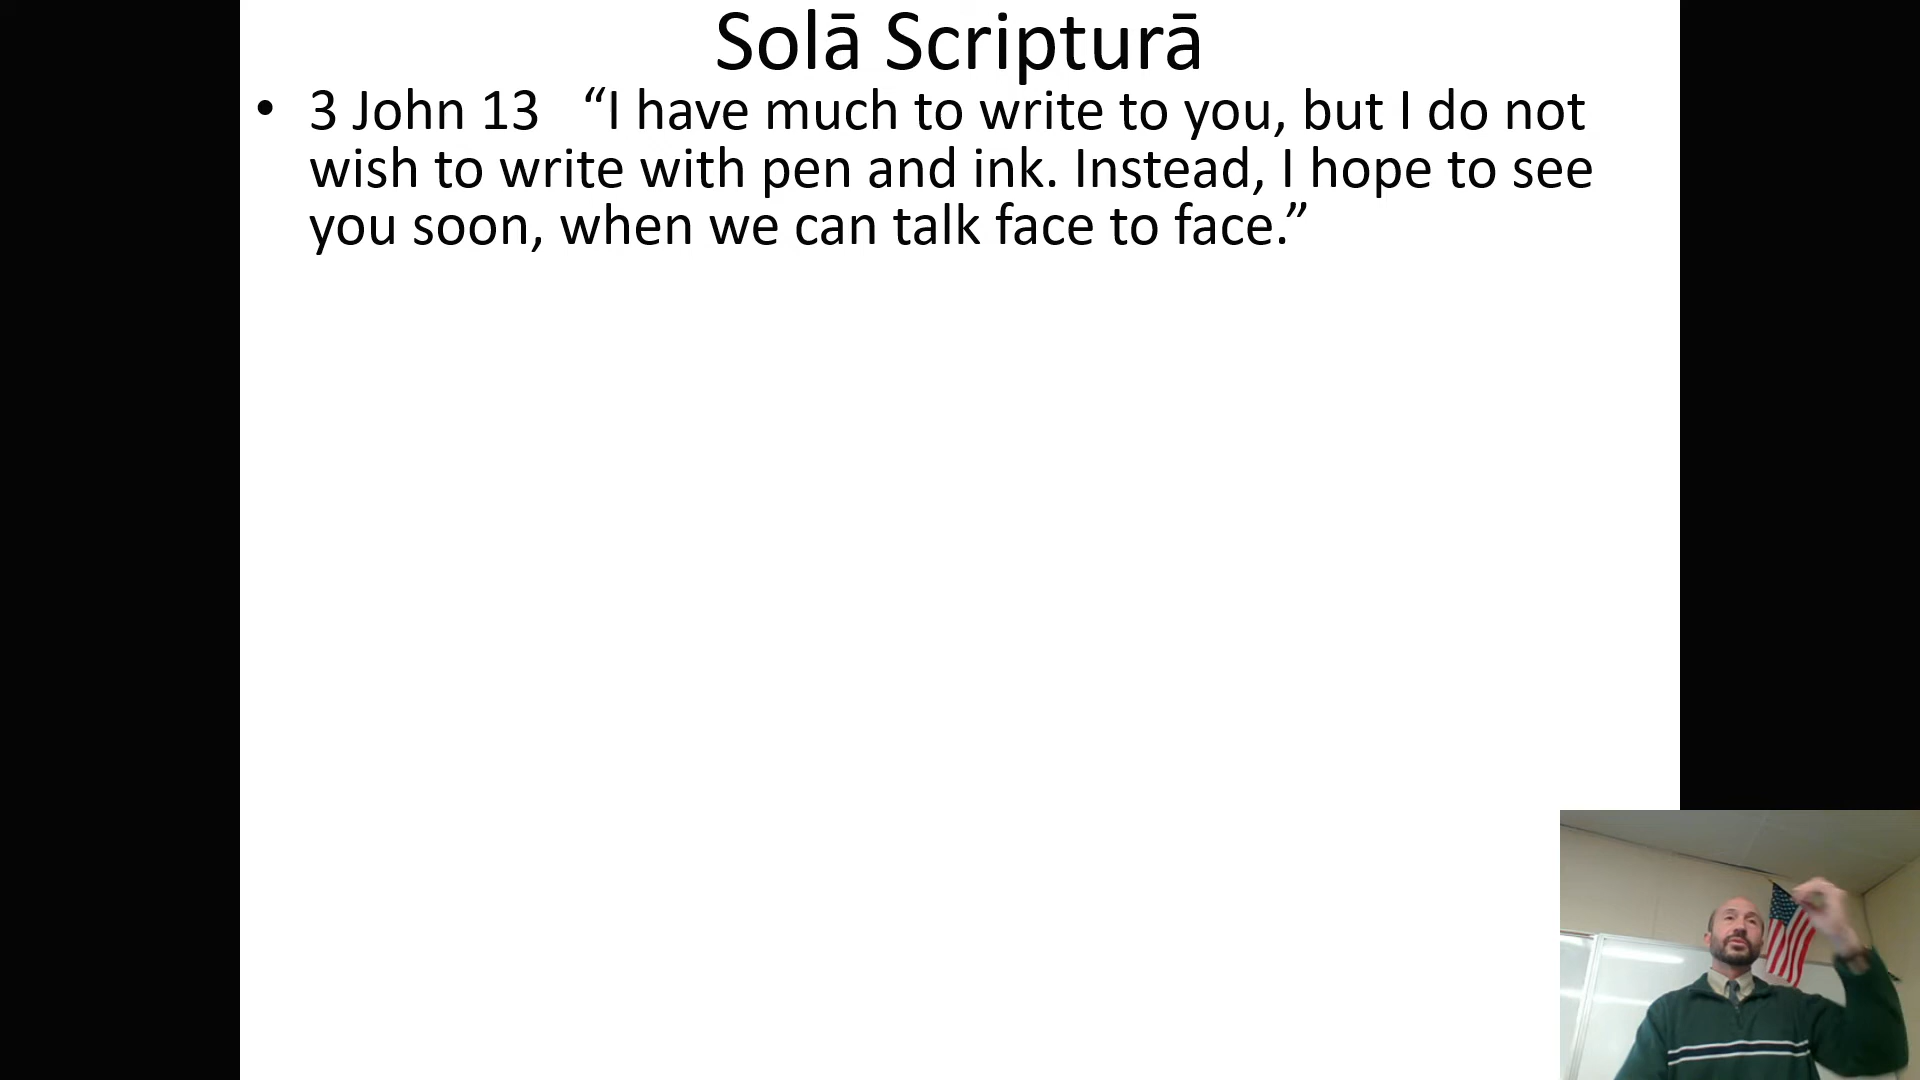 Solā Scripturā
• 3 John 13 “I have much to write to you, but I do not
wish to write with pen and ink. Instead, I hope to see
you soon, when we can talk face to face.”